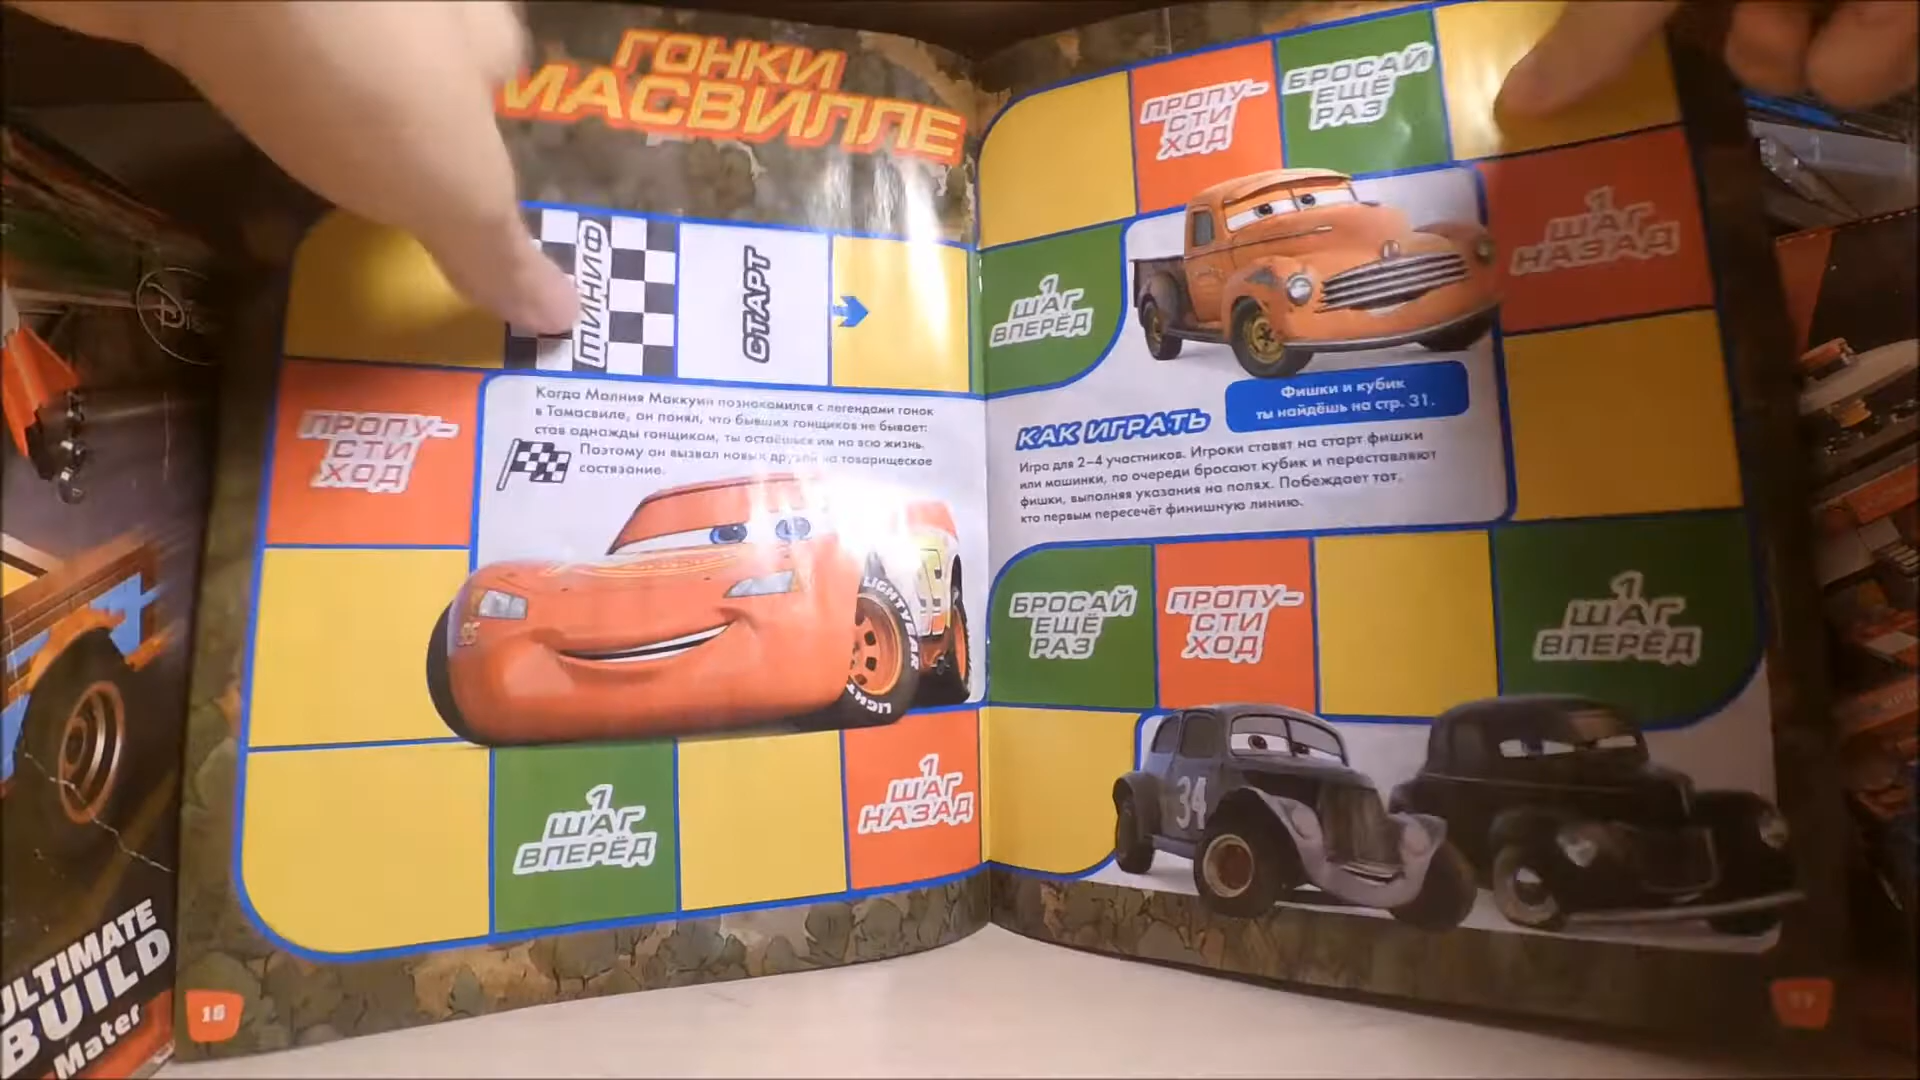 ГОНКИ
МАСВИЛЛЕ
ФИНИШ
СТАРТ
ПРОПУ-
СТИ
ХОД
Когда Молния Маккуин познакомился с легендами гонок
в Томасвиле, он понял, что бывших гонщиков не бывает:
став однажды гонщиком, ты остаёшься им на всю жизнь.
Поэтому он вызвал новых друзей на товарищеское
состязание.
LIGHTYEAR
LIGHT
1
ШАГ
ВПЕРЁД
1
ШАГ
НАЗАД
16
ПРОПУ-
СТИ
ХОД
БРОСАЙ
ЕЩЁ
РАЗ
1
ШАГ
НАЗАД
1
ШАГ
ВПЕРЁД
Фишки и кубик
ты найдёшь на стр. 31.
КАК ИГРАТЬ
Игра для 2–4 участников. Игроки ставят на старт фишки
или машинки, по очереди бросают кубик и переставляют
фишки, выполняя указания на полях. Побеждает тот,
кто первым пересечёт финишную линию.
БРОСАЙ
ЕЩЁ
РАЗ
ПРОПУ-
СТИ
ХОД
1
ШАГ
ВПЕРЁД
34
ULTIMATE
BUILD
Mater